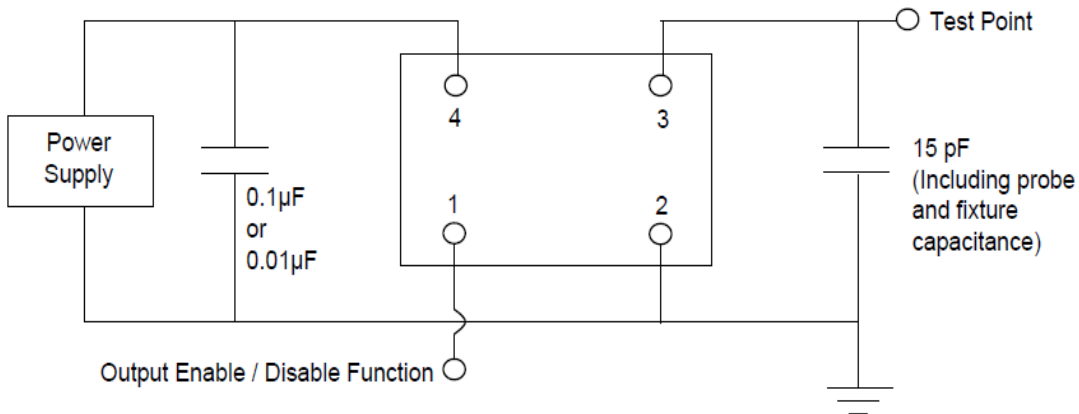 Test Point
4
3
Power
Supply
15 pF
(Including probe
and fixture
capacitance)
0.1µF
or
0.01µF
1
2
Output Enable / Disable Function